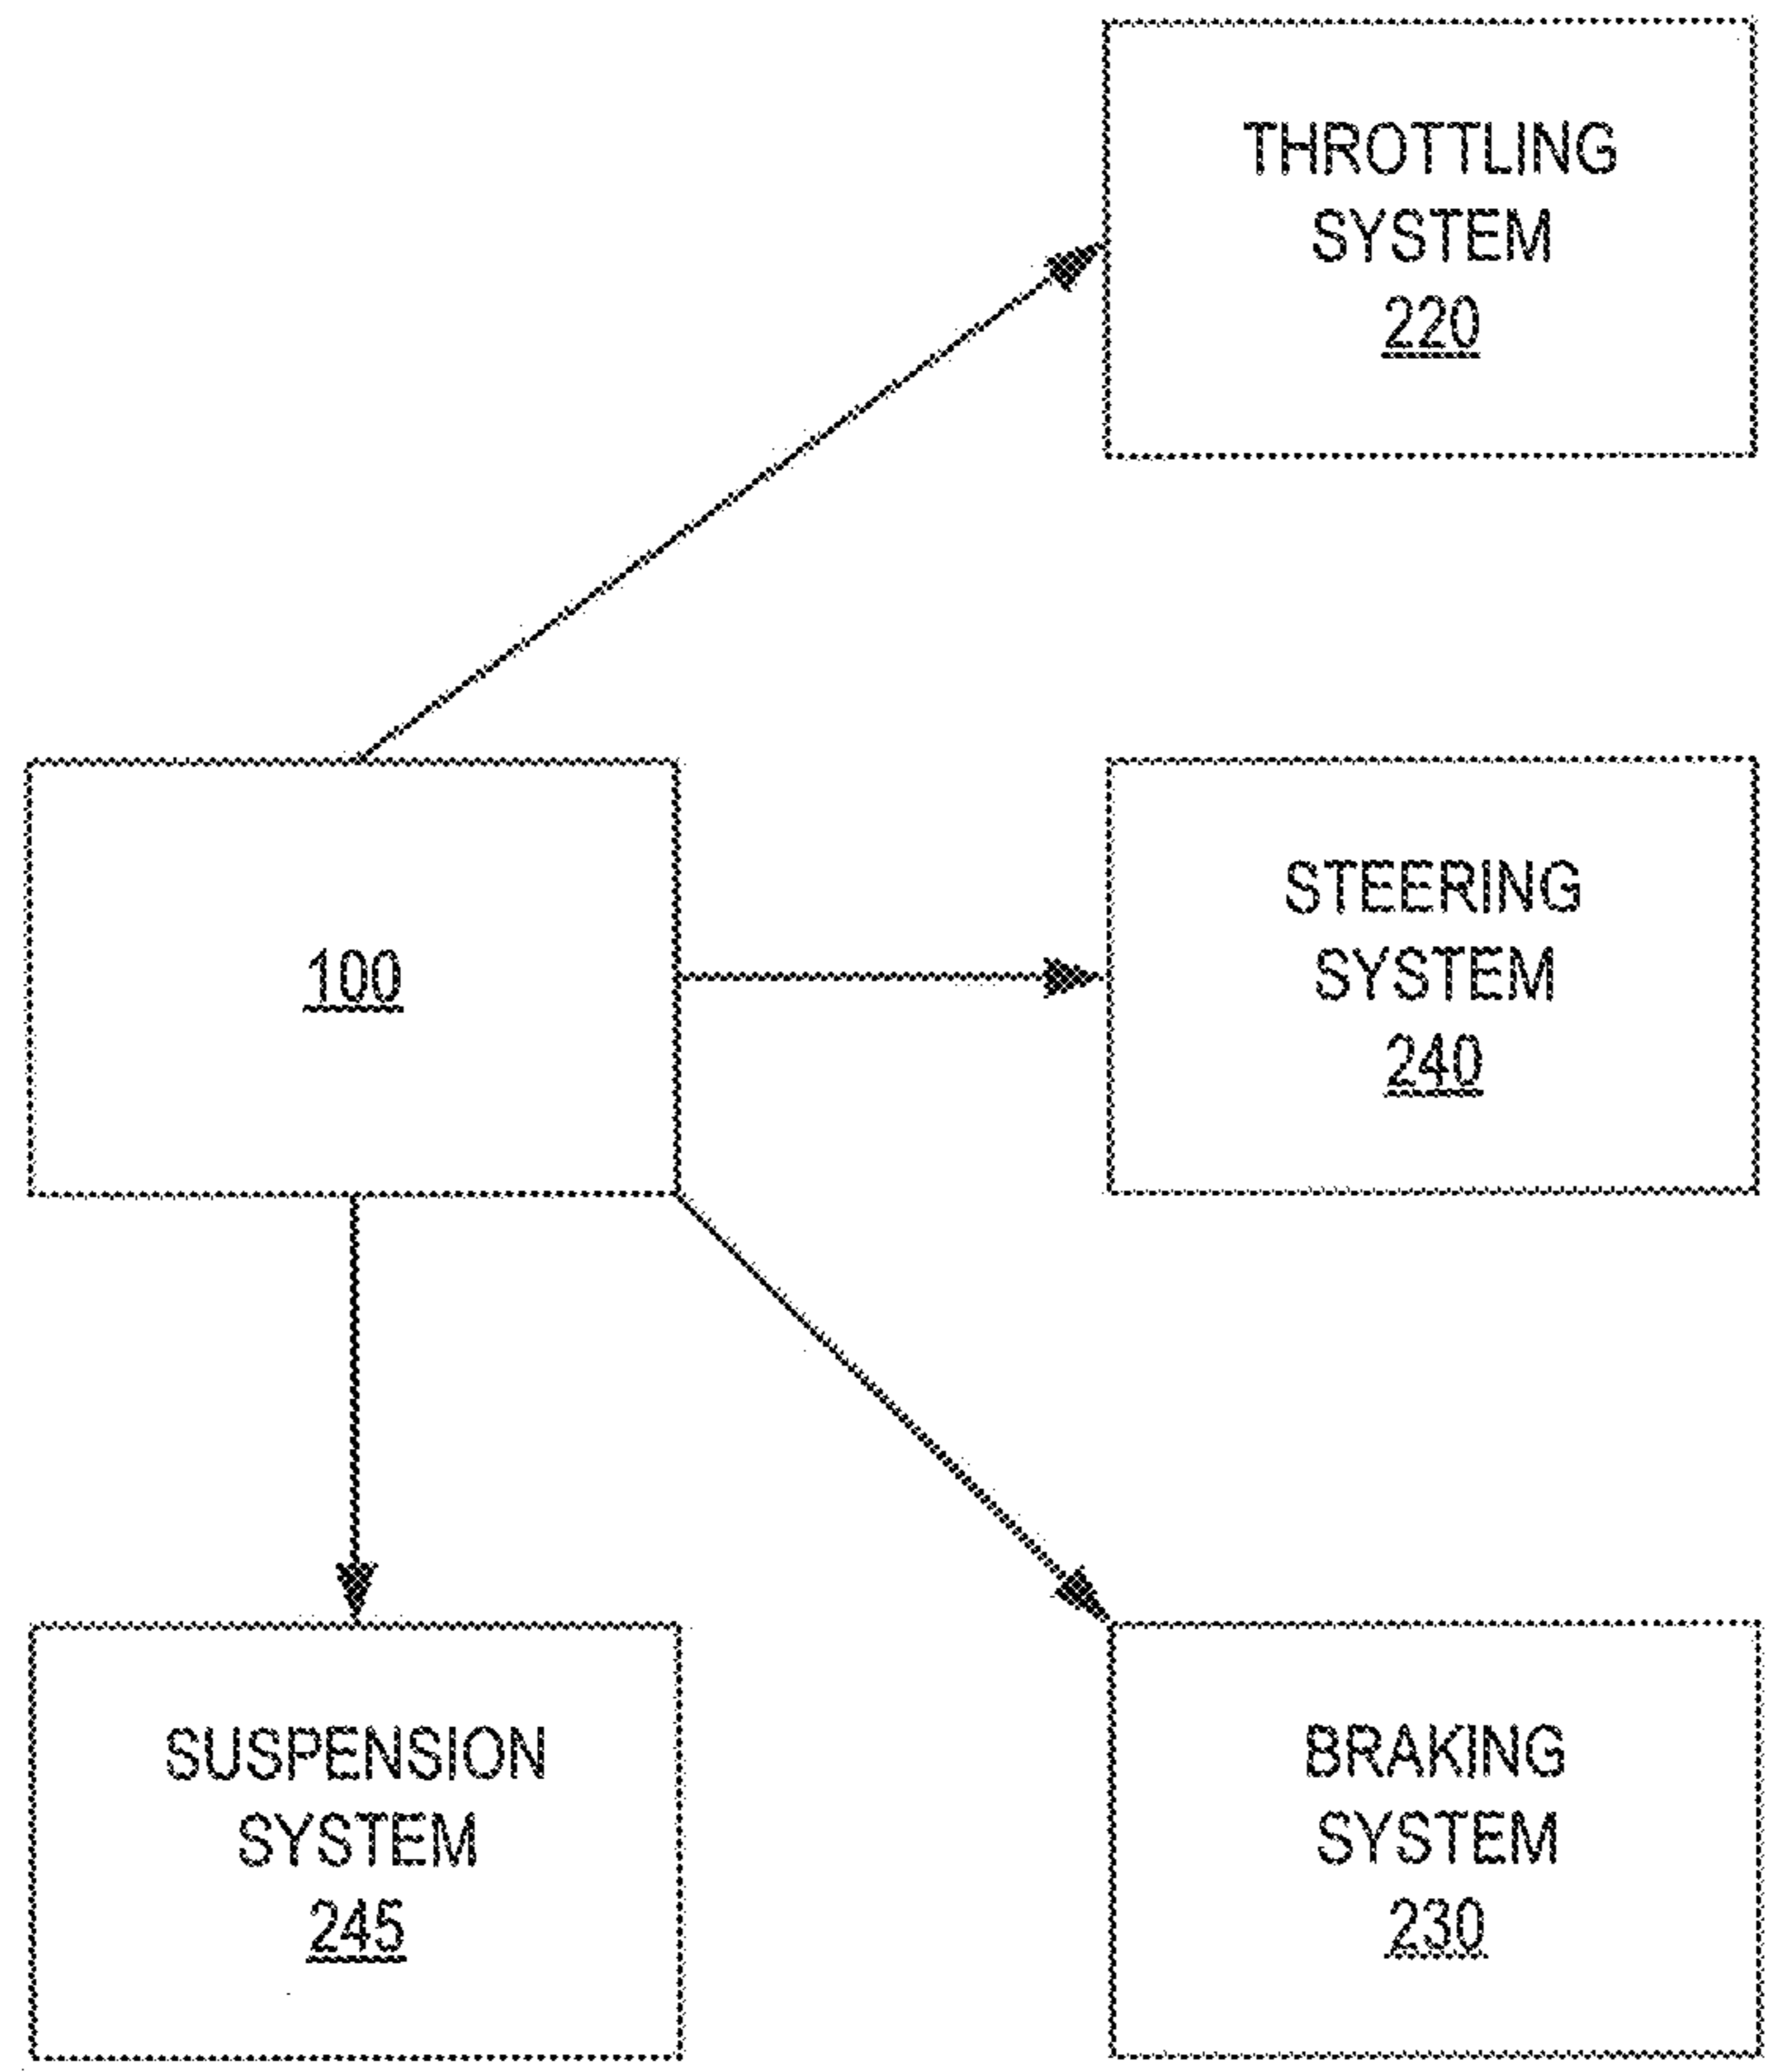 THROTTLING
SYSTEM
220
100
STEERING
SYSTEM
240
SUSPENSION
SYSTEM
245
BRAKING
SYSTEM
230